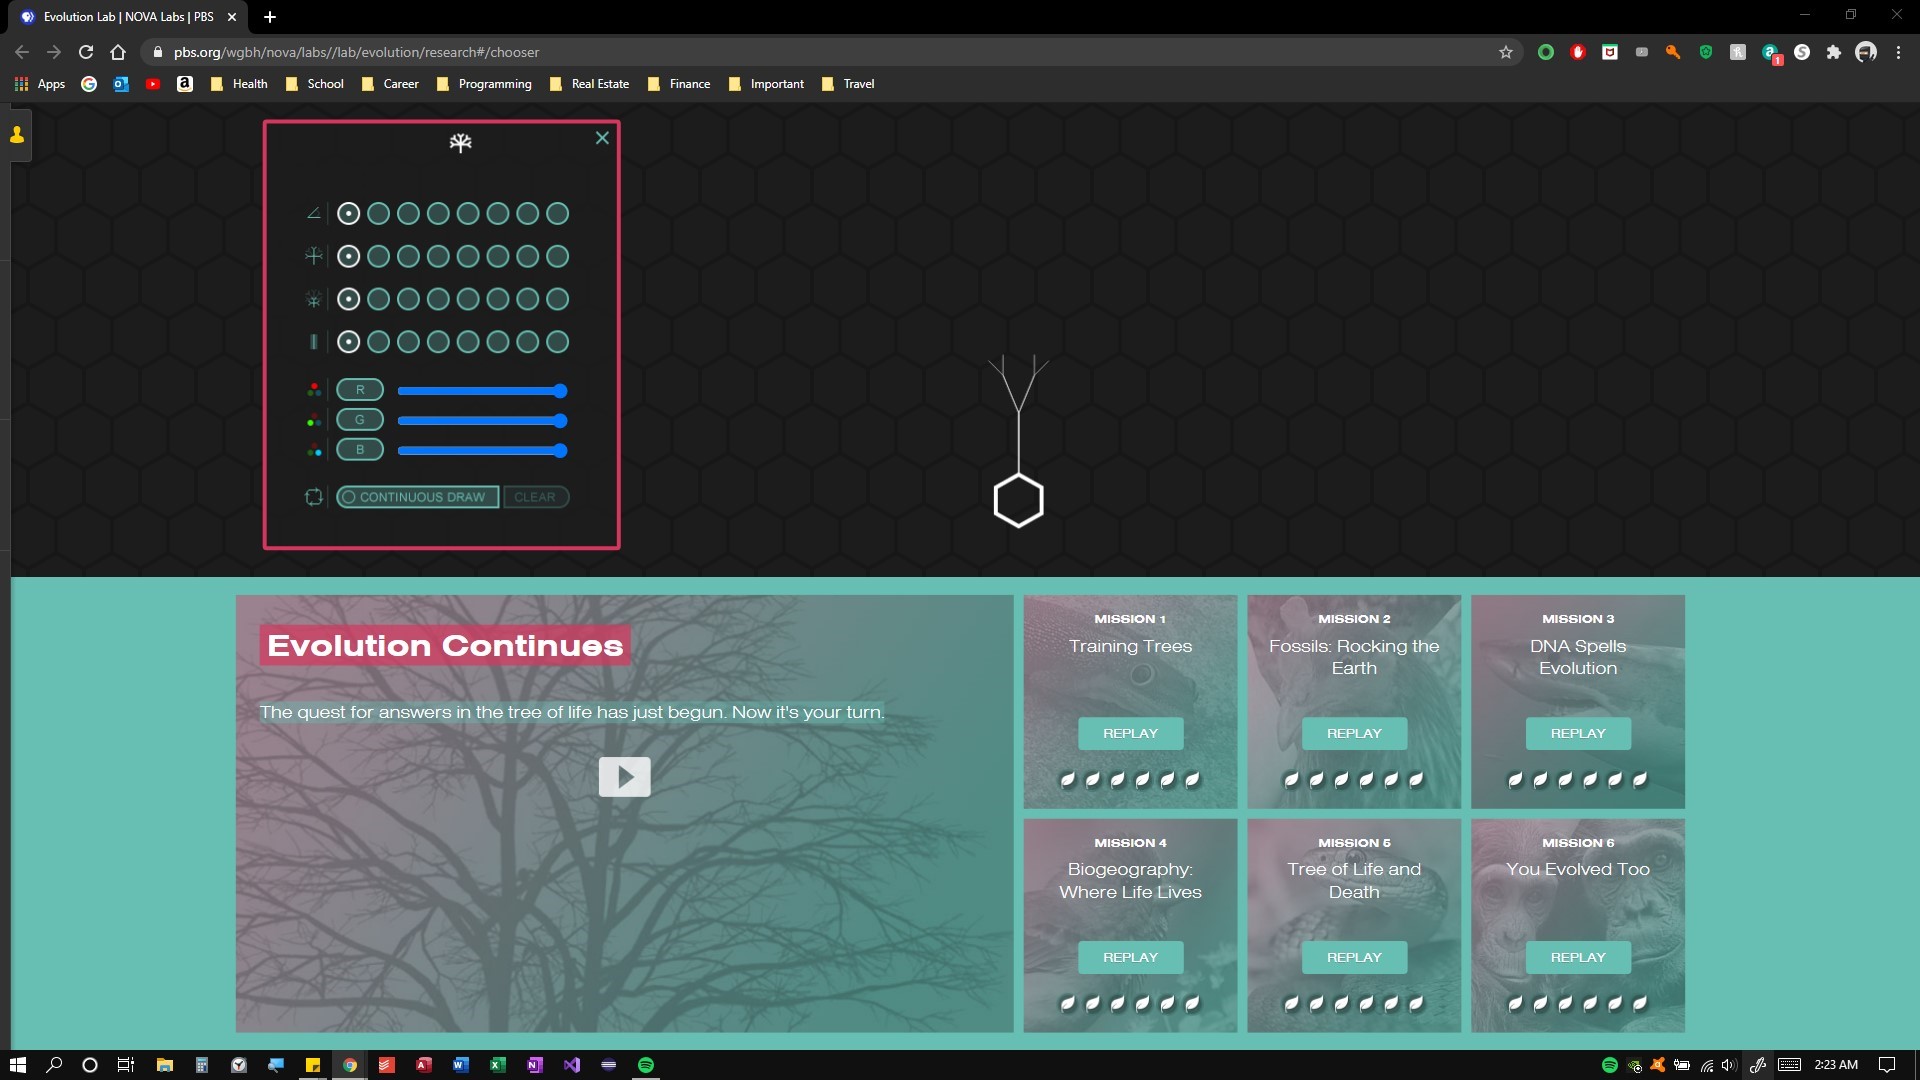 Evolution Lab | NOVA Labs | PBS
pbs.org/wgbh/nova/labs//lab/evolution/research#/chooser
Apps
Health
School
Career
Programming
Real Estate
Finance
Important
Travel
R
G
B
CONTINUOUS DRAW
CLEAR
Evolution Continues
The quest for answers in the tree of life has just begun. Now it's your turn.
MISSION 1
Training Trees
REPLAY
MISSION 2
Fossils: Rocking the
Earth
REPLAY
MISSION 3
DNA Spells
Evolution
REPLAY
MISSION 4
Biogeography:
Where Life Lives
REPLAY
MISSION 5
Tree of Life and
Death
REPLAY
MISSION 6
You Evolved Too
REPLAY
2:23 AM